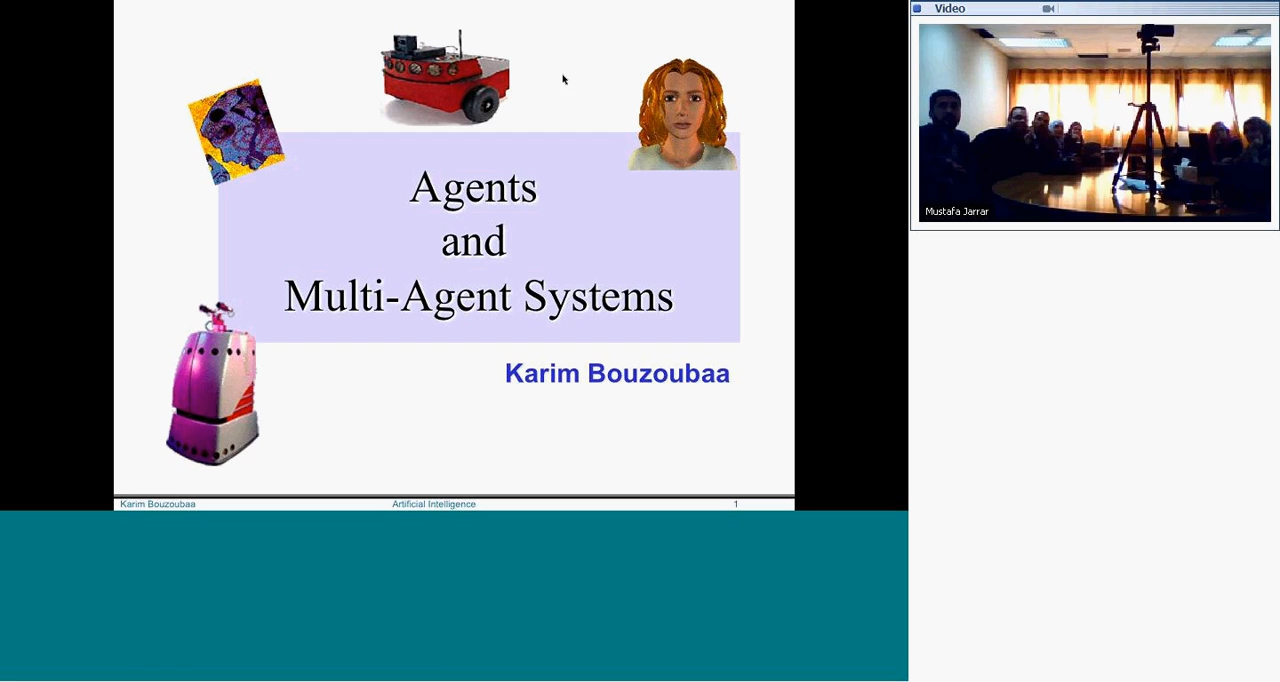 Agents
and
Multi-Agent Systems
Karim Bouzoubaa
Karim Bouzoubaa Artificial Intelligence 1
Video
Mustafa Jarrar